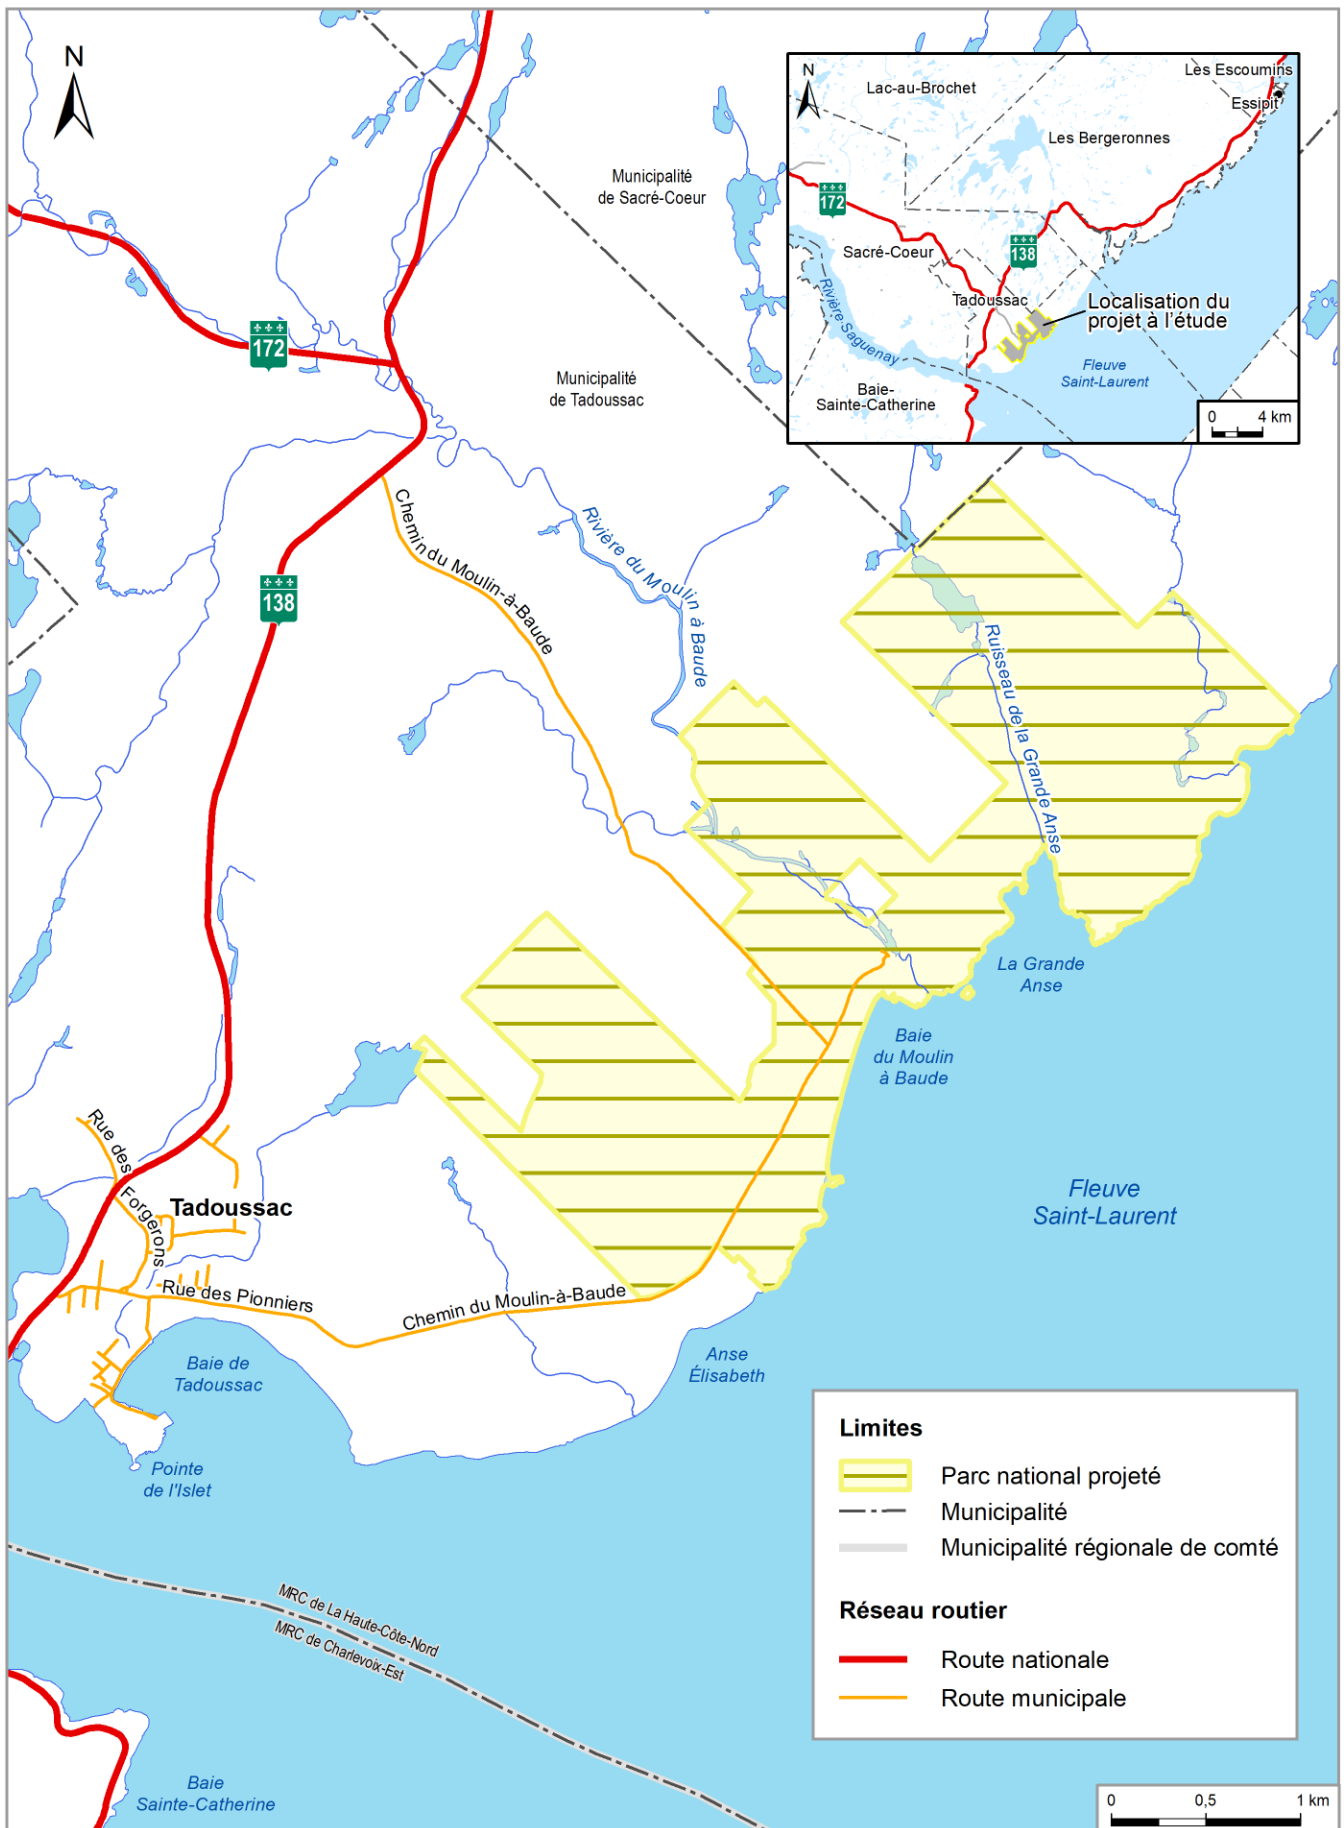 N
Municipalité
de Sacré-Coeur
172
Municipalité
de Tadoussac
138
Chemin du Moulin-à-Baude
Rivière du Moulin à Baude
Ruisseau de la Grande Anse
La Grande
Anse
Baie
du Moulin
à Baude
Fleuve
Saint-Laurent
Rue des Forgerons
Tadoussac
Rue des Pionniers
Chemin du Moulin-à-Baude
Baie de
Tadoussac
Anse
Élisabeth
Pointe
de l'Islet
MRC de La Haute-Côte-Nord
MRC de Charlevoix-Est
Baie
Sainte-Catherine
N
Lac-au-Brochet
Les Escoumins
Essipit
Les Bergeronnes
172
Sacré-Coeur
138
Tadoussac
Localisation du
projet à l'étude
Rivière Saguenay
Fleuve
Saint-Laurent
Baie-
Sainte-Catherine
0 4 km
Limites
Parc national projeté
Municipalité
Municipalité régionale de comté
Réseau routier
Route nationale
Route municipale
0 0,5 1 km